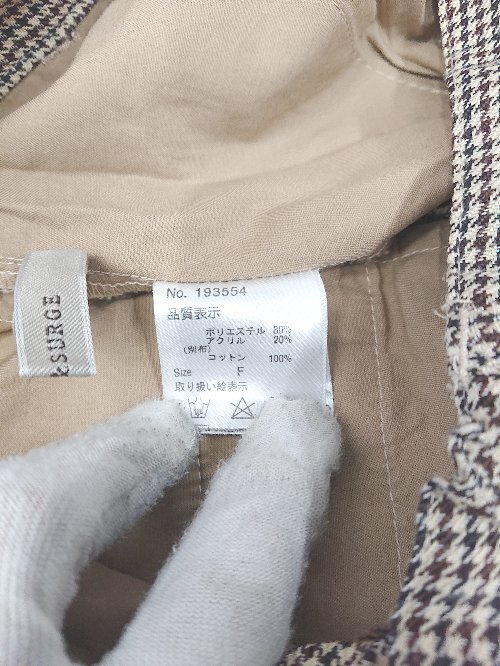 SURGE
No. 193554
品質表示
ポリエステル 80%
アクリル 20%
(別布)
コットン 100%
Size F
取り扱い絵表示